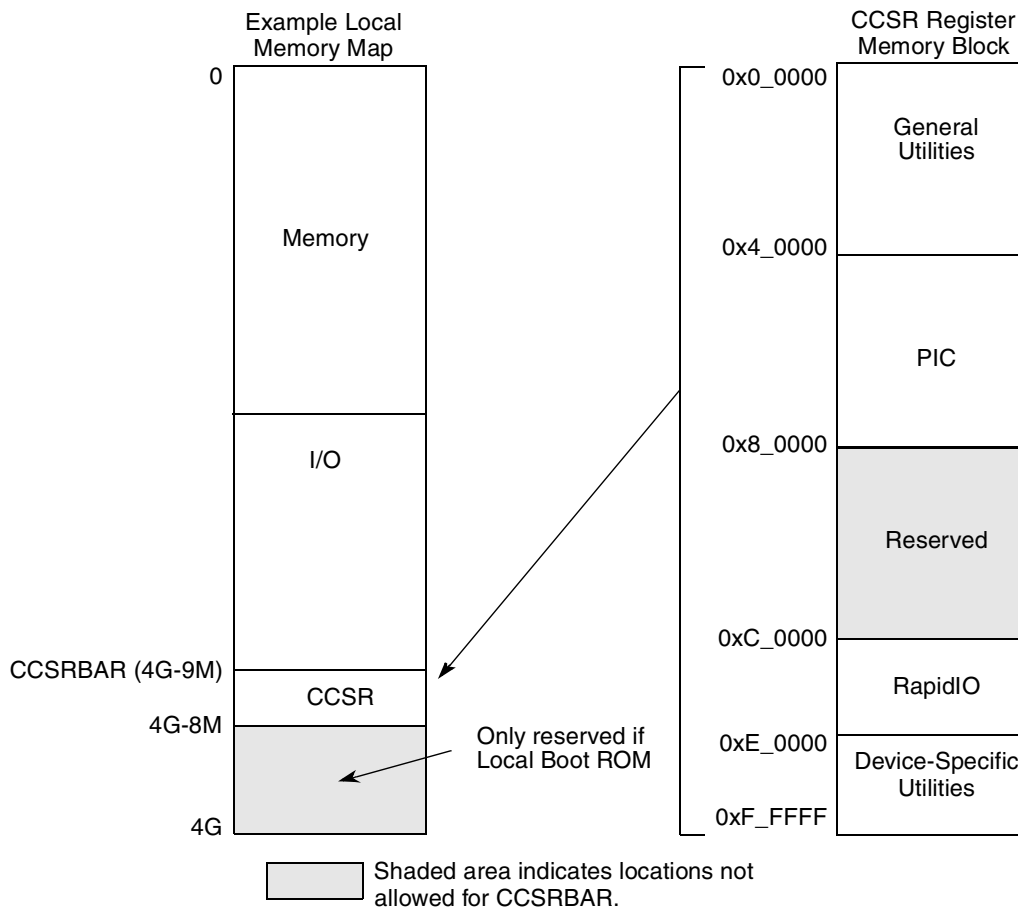 Example Local
Memory Map
0
Memory
I/O
CCSRBAR (4G-9M)
CCSR
4G-8M
4G
Only reserved if
Local Boot ROM
CCSR Register
Memory Block
0x0_0000
General
Utilities
0x4_0000
PIC
0x8_0000
Reserved
0xC_0000
RapidIO
0xE_0000
Device-Specific
Utilities
0xF_FFFF
Shaded area indicates locations not
allowed for CCSRBAR.